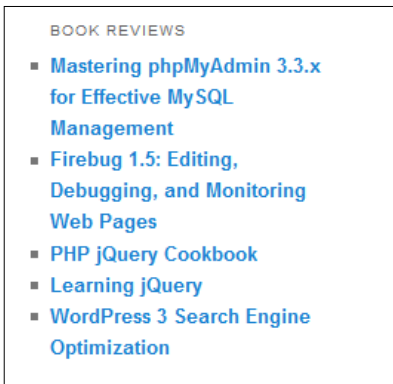 BOOK REVIEWS
Mastering phpMyAdmin 3.3.x
for Effective MySQL
Management
Firebug 1.5: Editing,
Debugging, and Monitoring
Web Pages
PHP jQuery Cookbook
Learning jQuery
WordPress 3 Search Engine
Optimization